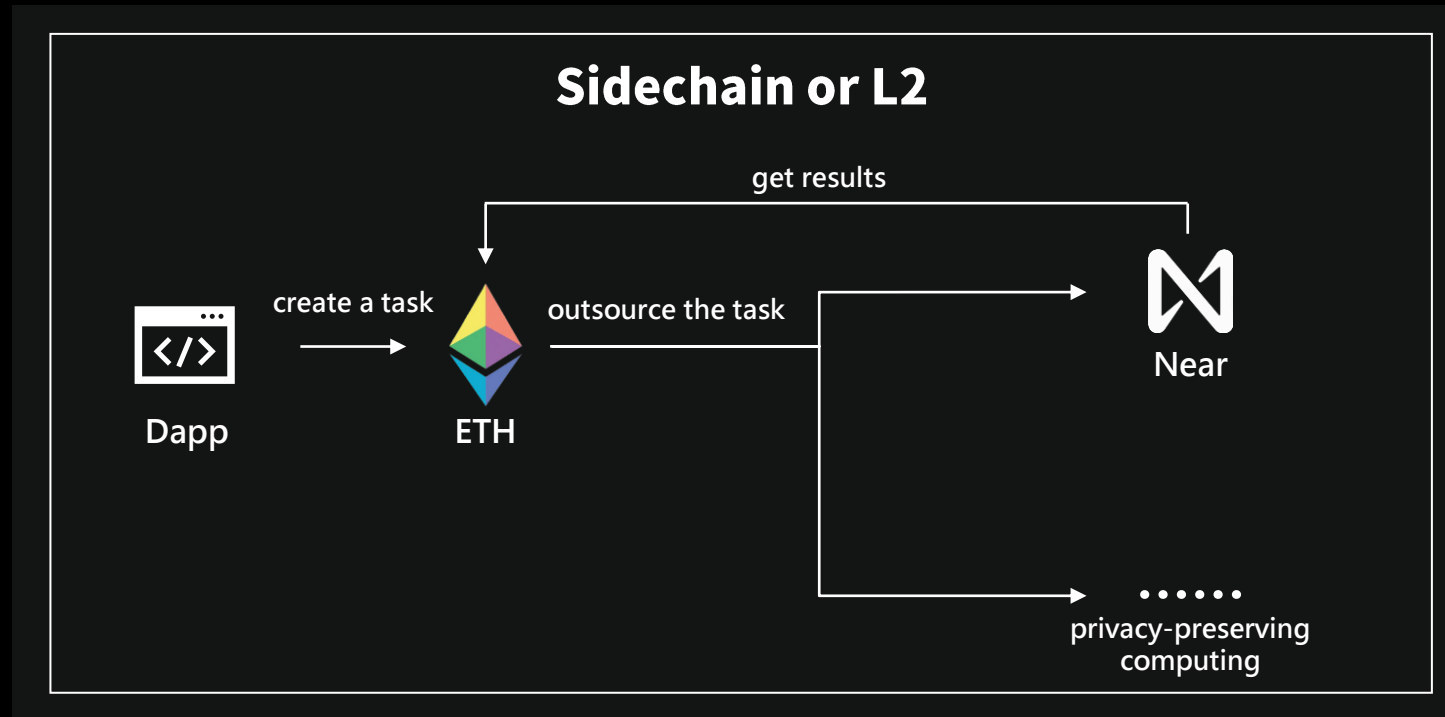 Sidechain or L2
get results
create a task
outsource the task
</>
Dapp
ETH
Near
......
privacy-preserving
computing